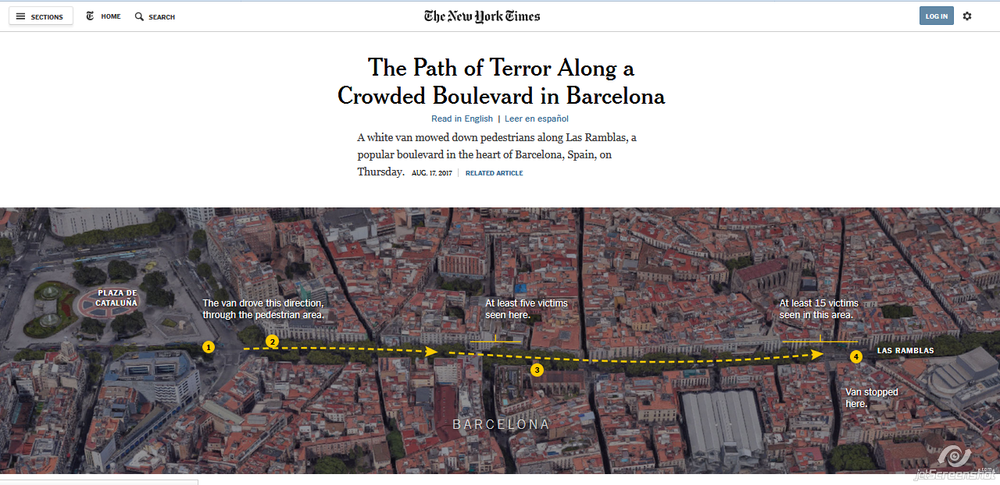 SECTIONS HOME SEARCH The New York Times LOG IN
The Path of Terror Along a
Crowded Boulevard in Barcelona
Read in English | Leer en español
A white van mowed down pedestrians along Las Ramblas, a
popular boulevard in the heart of Barcelona, Spain, on
Thursday. AUG. 17, 2017 RELATED ARTICLE
PLAZA DE
CATALUÑA
The van drove this direction,
through the pedestrian area.
At least five victims
seen here.
At least 15 victims
seen in this area.
1
2
3
4
LAS RAMBLAS
Van stopped
here.
BARCELONA
jetScreenshot.com